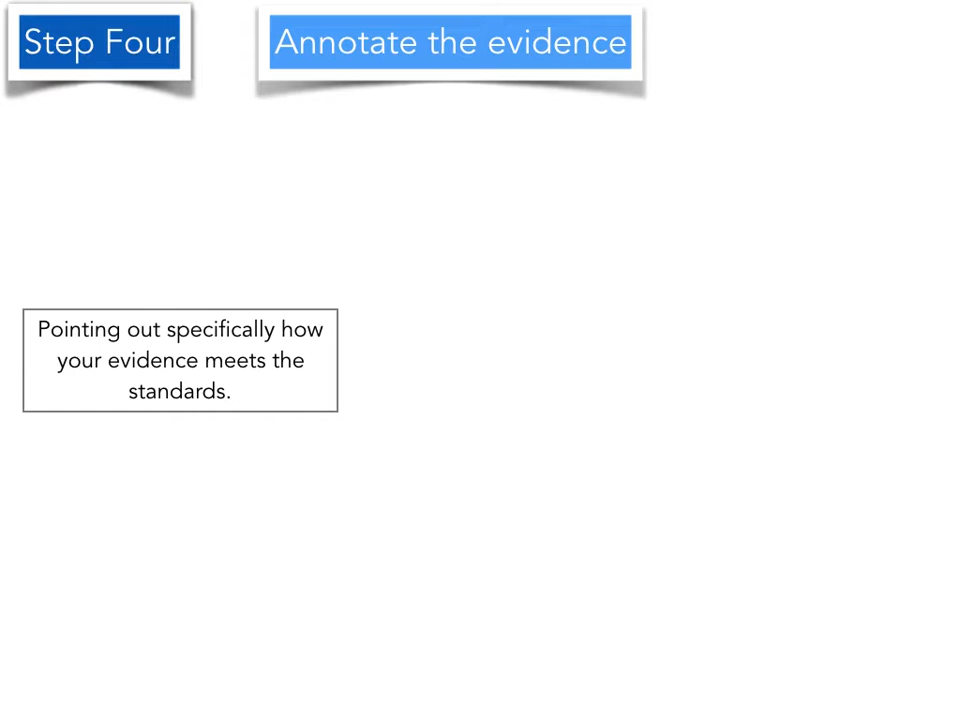 Step Four
Annotate the evidence
Pointing out specifically how
your evidence meets the
standards.